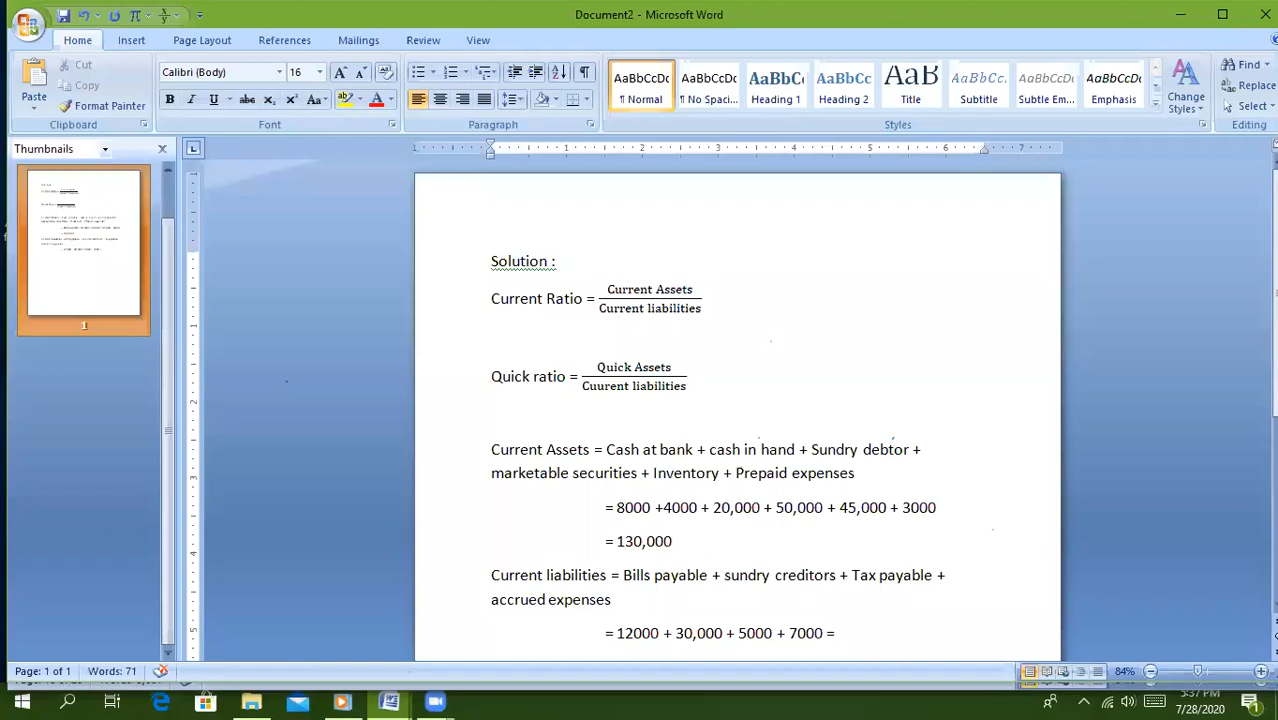 Document2 - Microsoft Word
Home Insert Page Layout References Mailings Review View
Cut
Copy
Paste
Format Painter
Clipboard
Calibri (Body) 16
Font
Paragraph
AaBbCcDc AaBbCcDc AaBbCc AaBbCc AaB AaBbCc. AaBbCcDc AaBbCcDc
¶ Normal ¶ No Spaci... Heading 1 Heading 2 Title Subtitle Subtle Em... Emphasis
Change
Styles
Styles
Find
Replace
Select
Editing
Thumbnails
1
Solution :
Current Ratio = Current Assets
Current liabilities
Quick ratio = Quick Assets
Cuurent liabilities
Current Assets = Cash at bank + cash in hand + Sundry debtor +
marketable securities + Inventory + Prepaid expenses
= 8000 +4000 + 20,000 + 50,000 + 45,000 + 3000
= 130,000
Current liabilities = Bills payable + sundry creditors + Tax payable +
accrued expenses
= 12000 + 30,000 + 5000 + 7000 =
Page: 1 of 1 Words: 71
84%
5:37 PM
7/28/2020